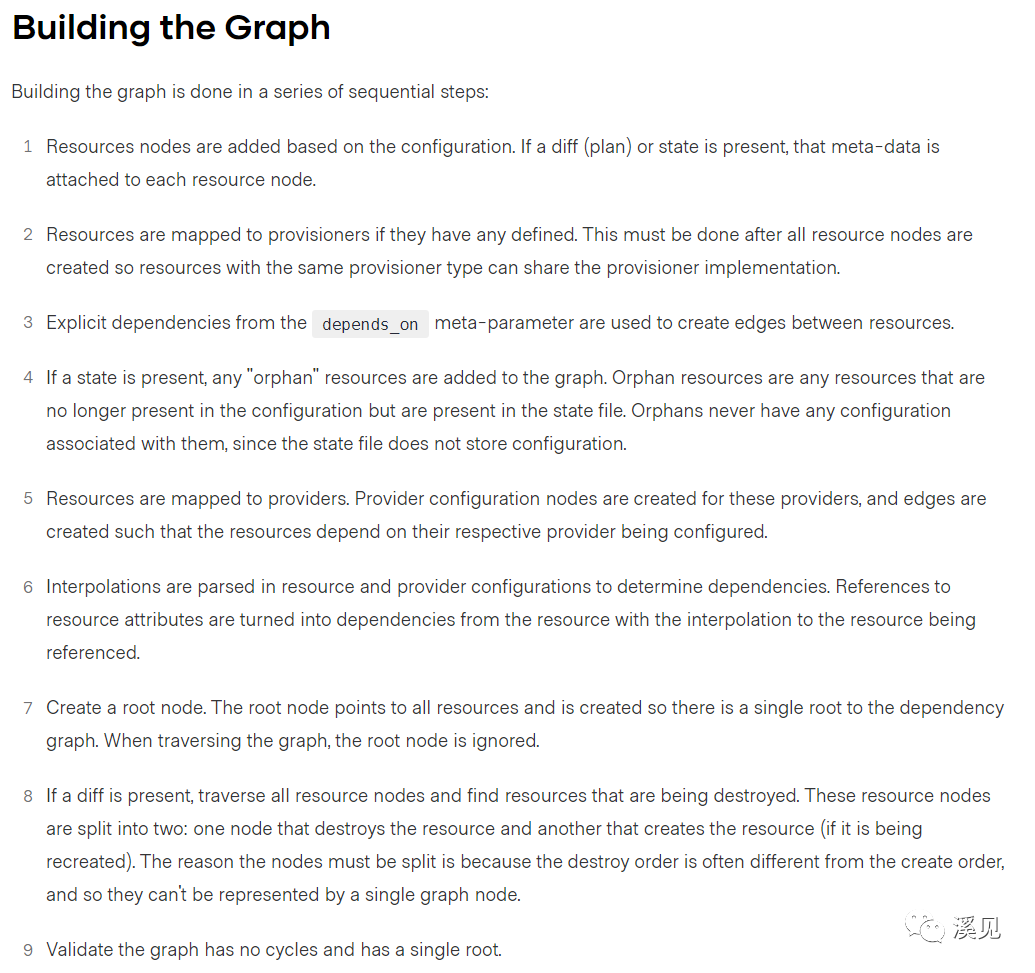 Building the Graph
Building the graph is done in a series of sequential steps:
1 Resources nodes are added based on the configuration. If a diff (plan) or state is present, that meta-data is
attached to each resource node.
2 Resources are mapped to provisioners if they have any defined. This must be done after all resource nodes are
created so resources with the same provisioner type can share the provisioner implementation.
3 Explicit dependencies from the depends_on meta-parameter are used to create edges between resources.
4 If a state is present, any "orphan" resources are added to the graph. Orphan resources are any resources that are
no longer present in the configuration but are present in the state file. Orphans never have any configuration
associated with them, since the state file does not store configuration.
5 Resources are mapped to providers. Provider configuration nodes are created for these providers, and edges are
created such that the resources depend on their respective provider being configured.
6 Interpolations are parsed in resource and provider configurations to determine dependencies. References to
resource attributes are turned into dependencies from the resource with the interpolation to the resource being
referenced.
7 Create a root node. The root node points to all resources and is created so there is a single root to the dependency
graph. When traversing the graph, the root node is ignored.
8 If a diff is present, traverse all resource nodes and find resources that are being destroyed. These resource nodes
are split into two: one node that destroys the resource and another that creates the resource (if it is being
recreated). The reason the nodes must be split is because the destroy order is often different from the create order,
and so they can't be represented by a single graph node.
溪见
9 Validate the graph has no cycles and has a single root.